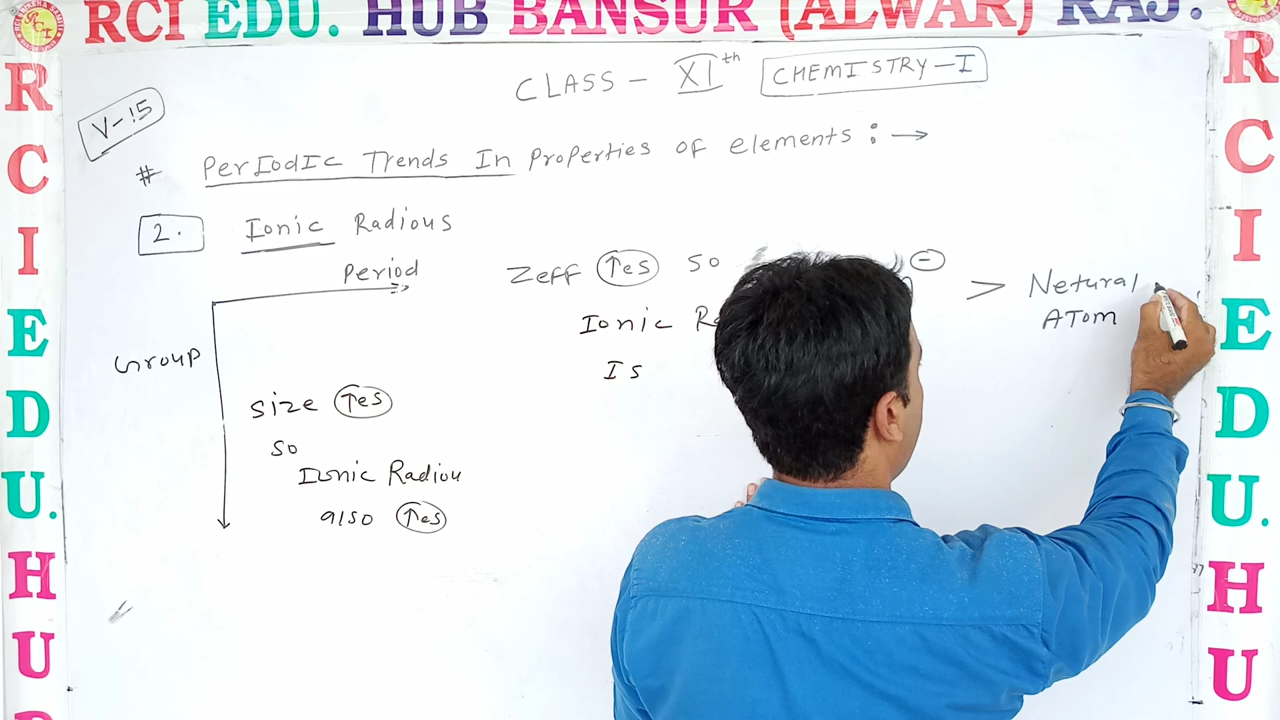 RCI EDU. HUB BANSUR (ALWAR) RAJ.
CLASS - XIth CHEMISTRY-I
V-15
# PerIodIc Trends In Properties of elements : →
2. Ionic Radious
Period
Group
Size ↑es
so
Ionic Radiou
also ↑es
Zeff ↑es so
Ionic
Is
- > Netural
ATom
R
C
I
E
D
U.
H
U
R
C
I
E
D
U.
H
U